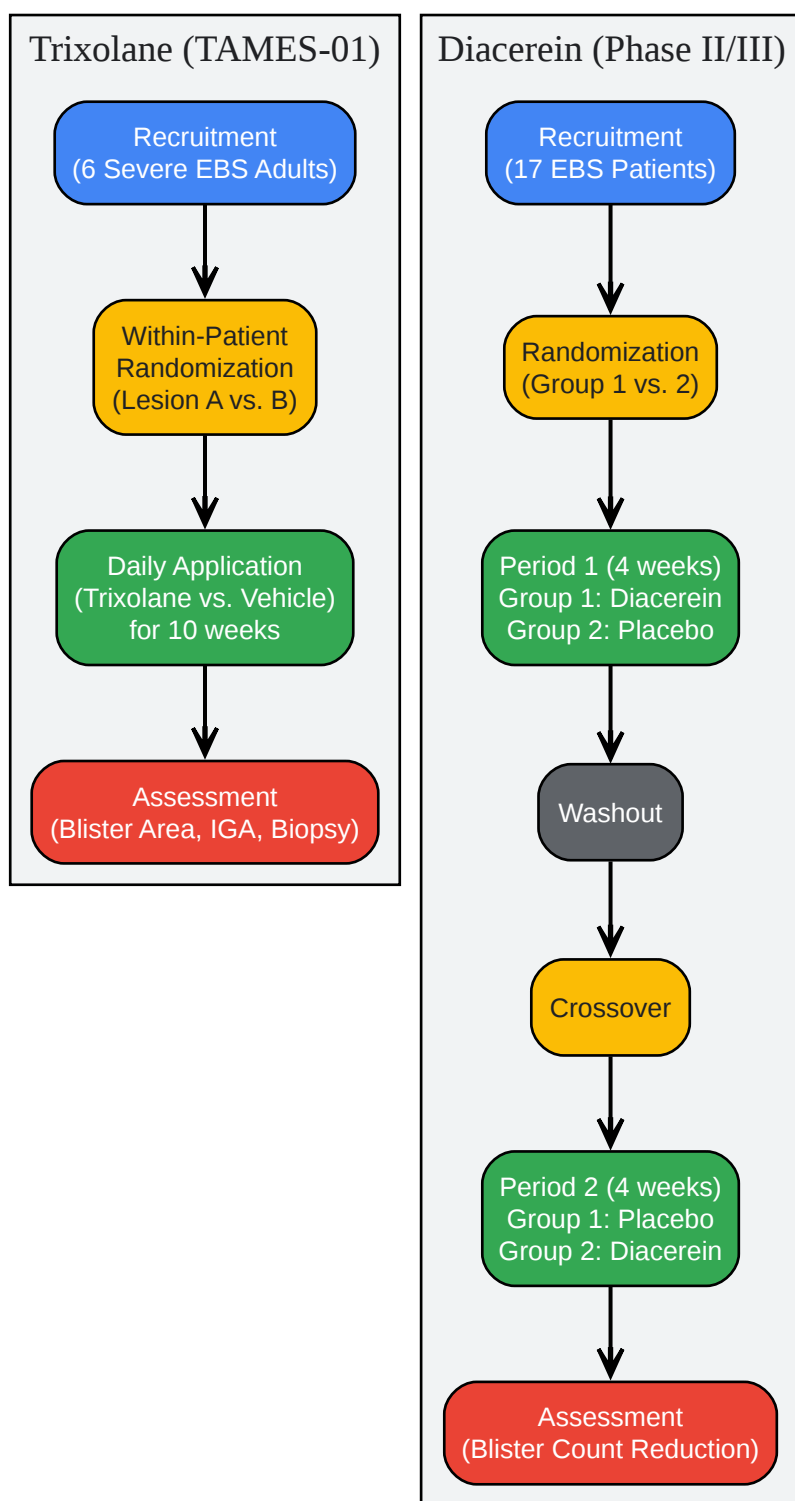 Trixolane (TAMES-01)
Recruitment
(6 Severe EBS Adults)
Within-Patient
Randomization
(Lesion A vs. B)
Daily Application
(Trixolane vs. Vehicle)
for 10 weeks
Assessment
(Blister Area, IGA, Biopsy)
Diacerein (Phase II/III)
Recruitment
(17 EBS Patients)
Randomization
(Group 1 vs. 2)
Period 1 (4 weeks)
Group 1: Diacerein
Group 2: Placebo
Washout
Crossover
Period 2 (4 weeks)
Group 1: Placebo
Group 2: Diacerein
Assessment
(Blister Count Reduction)